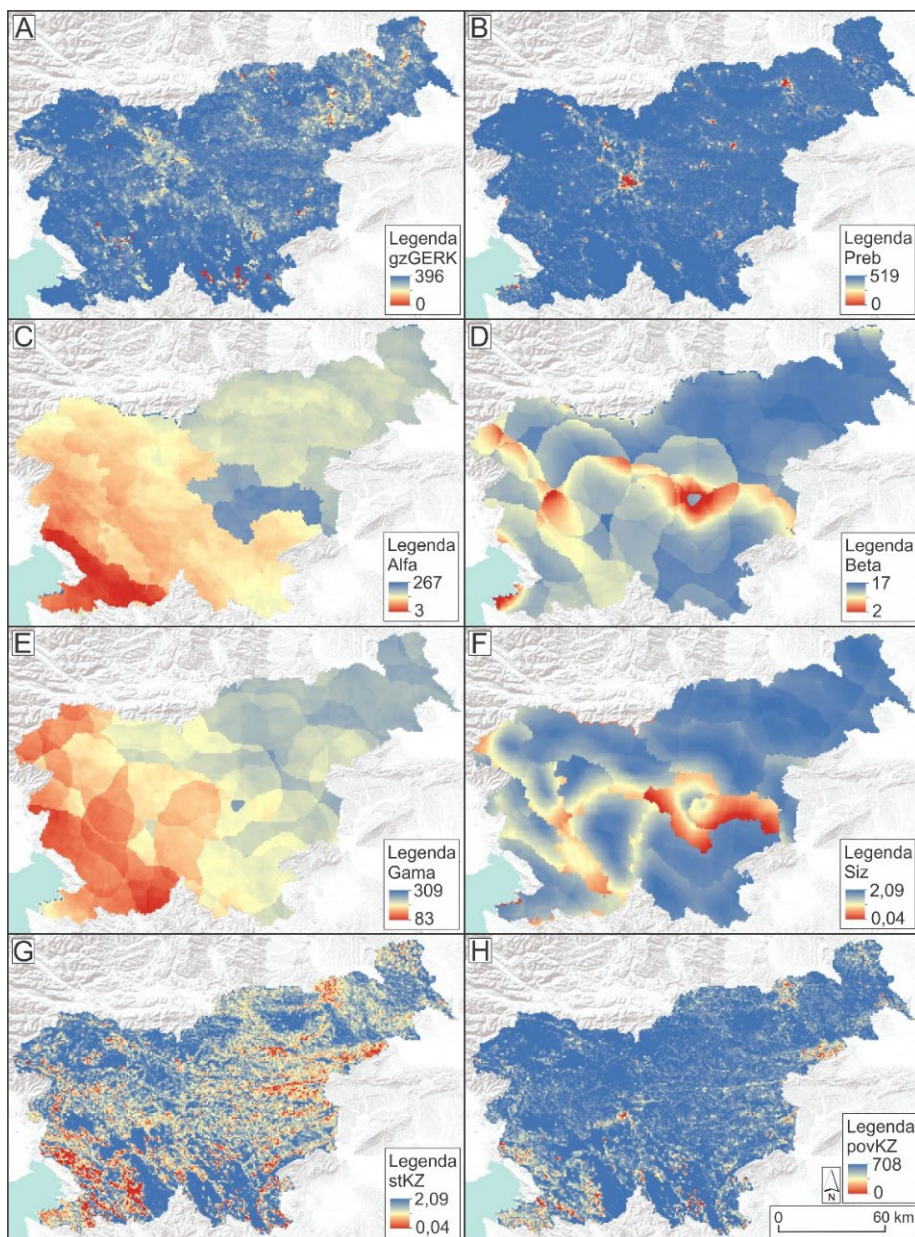 A
Legenda
gzGERK
396
0
B
Legenda
Preb
519
0
C
Legenda
Alfa
267
3
D
Legenda
Beta
17
2
E
Legenda
Gama
309
83
F
Legenda
Siz
2,09
0,04
G
Legenda
stKZ
2,09
0,04
H
Legenda
povKZ
708
0
N
0 60 km